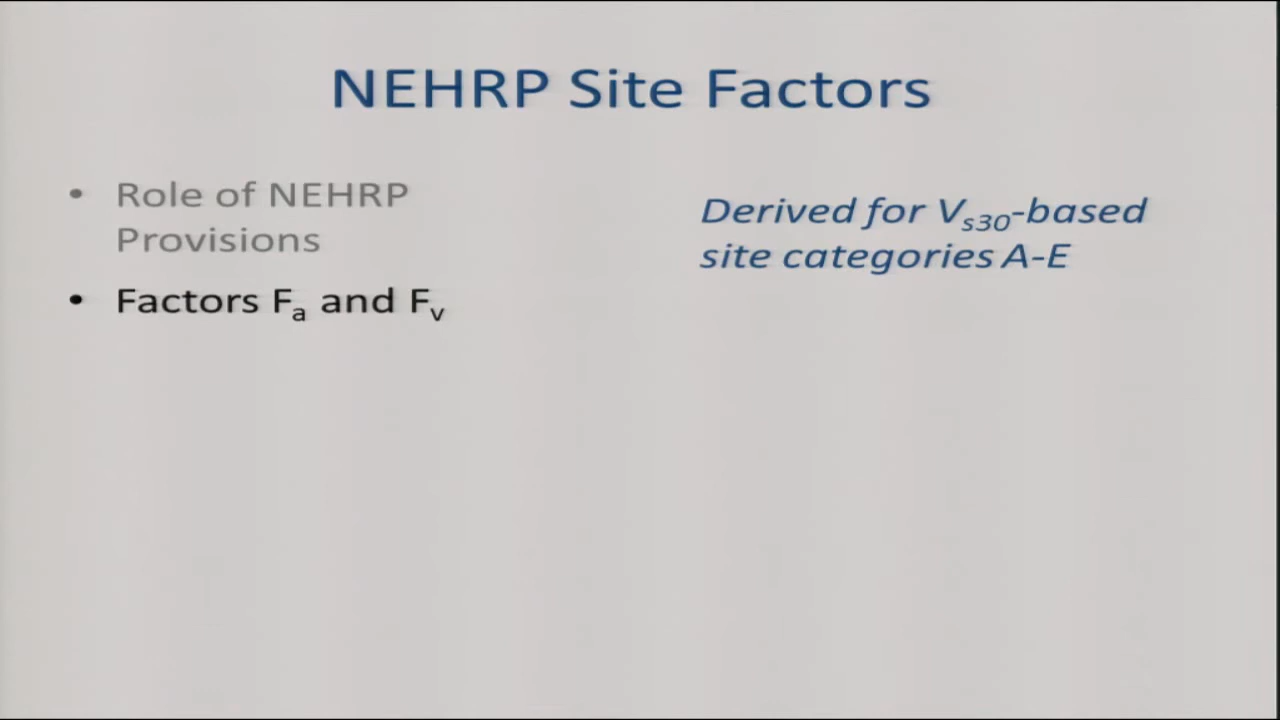 NEHRP Site Factors
• Role of NEHRP
Provisions
• Factors Fa and Fv
Derived for Vs30-based
site categories A-E